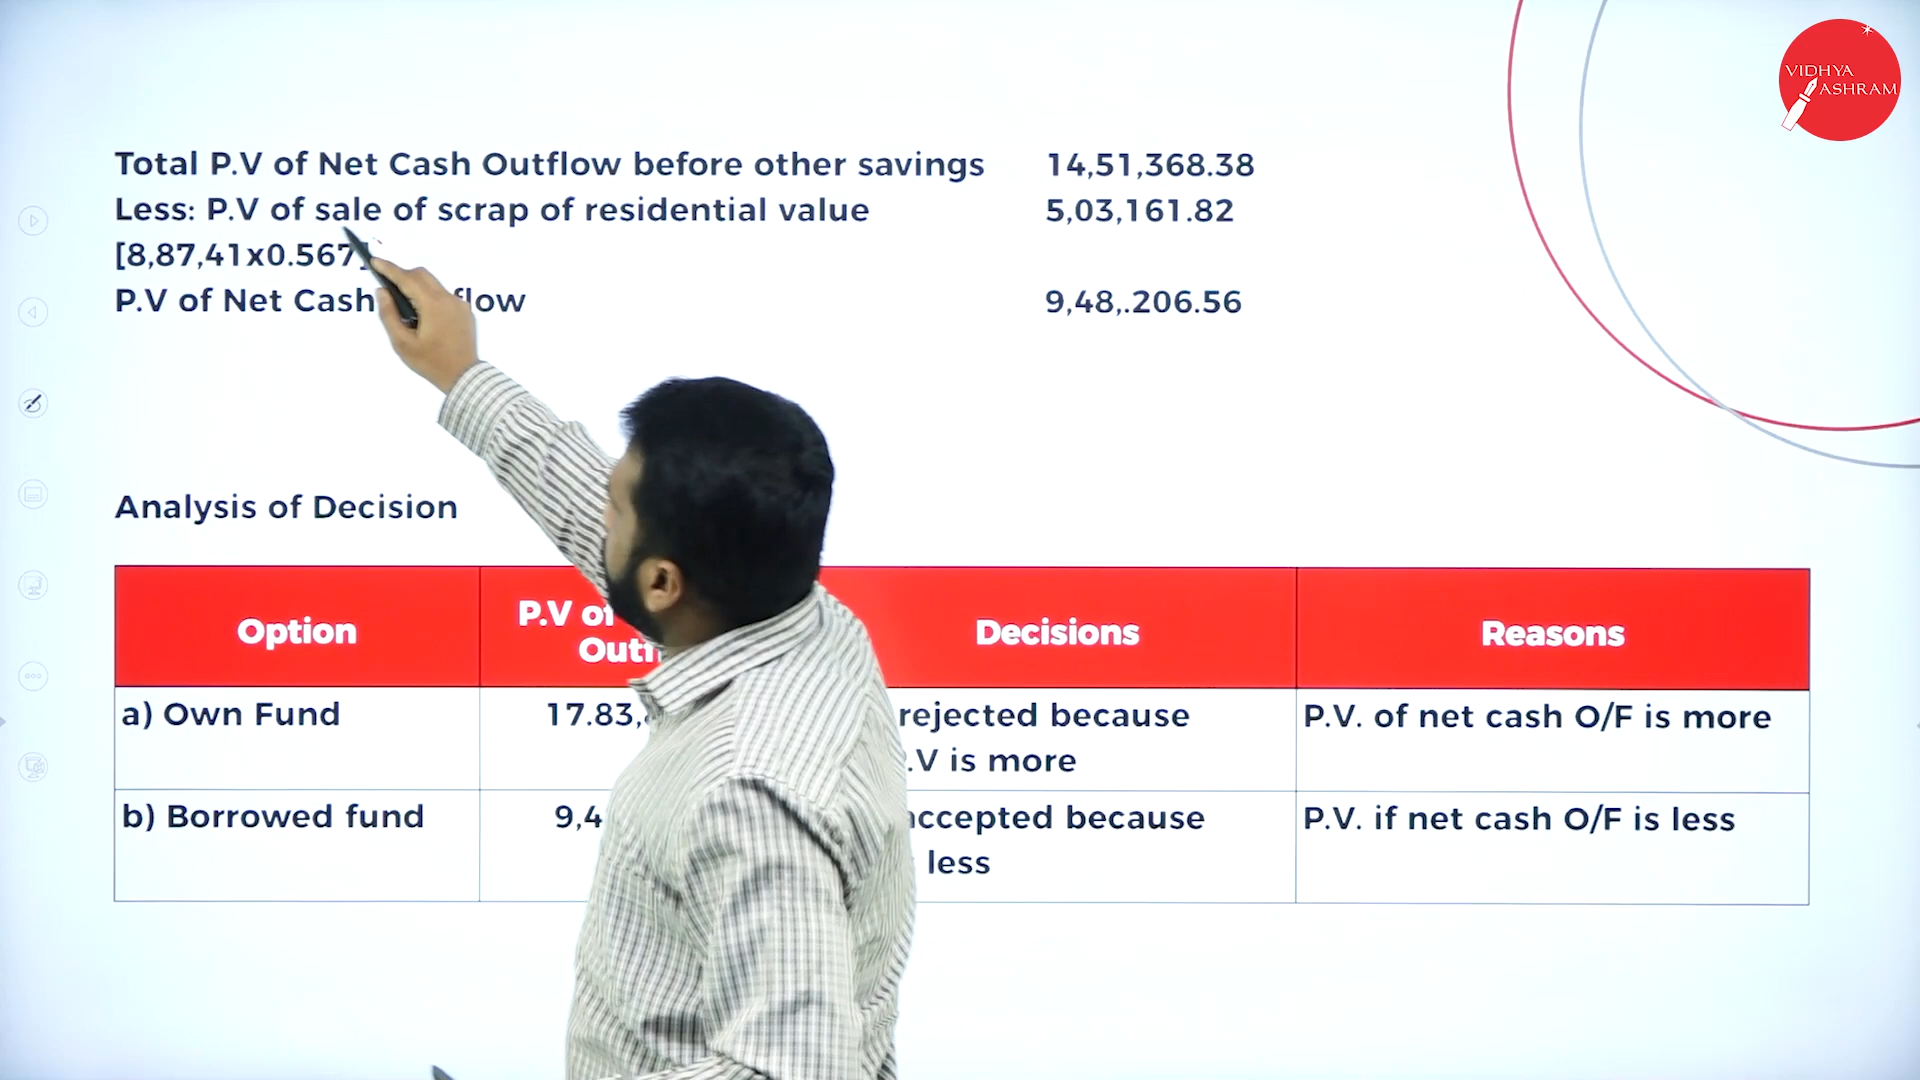 VIDHYA
ASHRAM
Total P.V of Net Cash Outflow before other savings 14,51,368.38
Less: P.V of sale of scrap of residential value 5,03,161.82
[8,87,41x0.567]
P.V of Net Cash flow 9,48,.206.56
Analysis of Decision
Option P.V of Decisions Reasons
a) Own Fund 17.83, rejected because P.V. of net cash O/F is more
.V is more
b) Borrowed fund 9,4 accepted because P.V. if net cash O/F is less
less